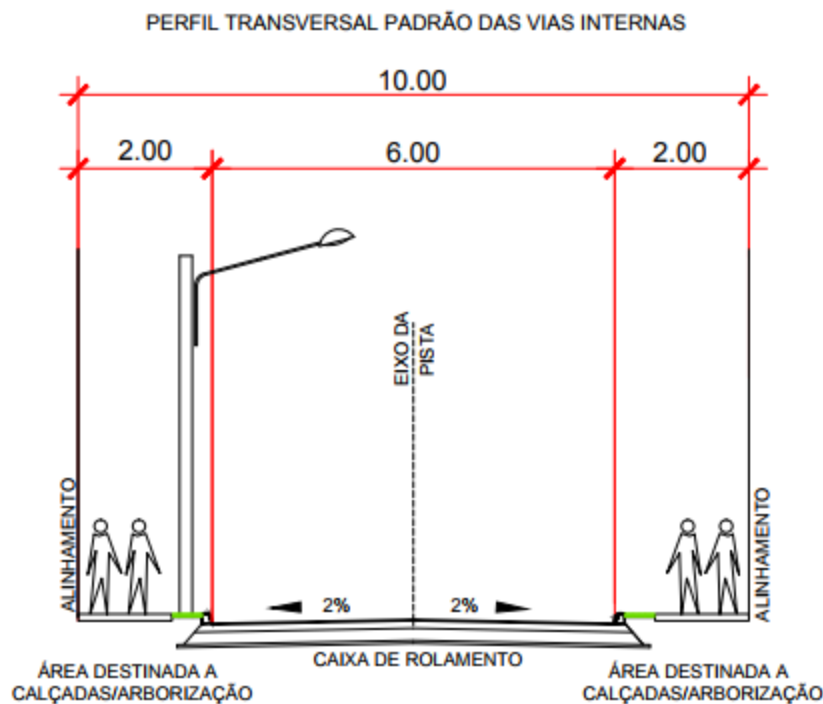 PERFIL TRANSVERSAL PADRÃO DAS VIAS INTERNAS
10.00
2.00
6.00
2.00
EIXO DA
PISTA
ALINHAMENTO
ALINHAMENTO
2%
2%
CAIXA DE ROLAMENTO
ÁREA DESTINADA A
CALÇADAS/ARBORIZAÇÃO
ÁREA DESTINADA A
CALÇADAS/ARBORIZAÇÃO